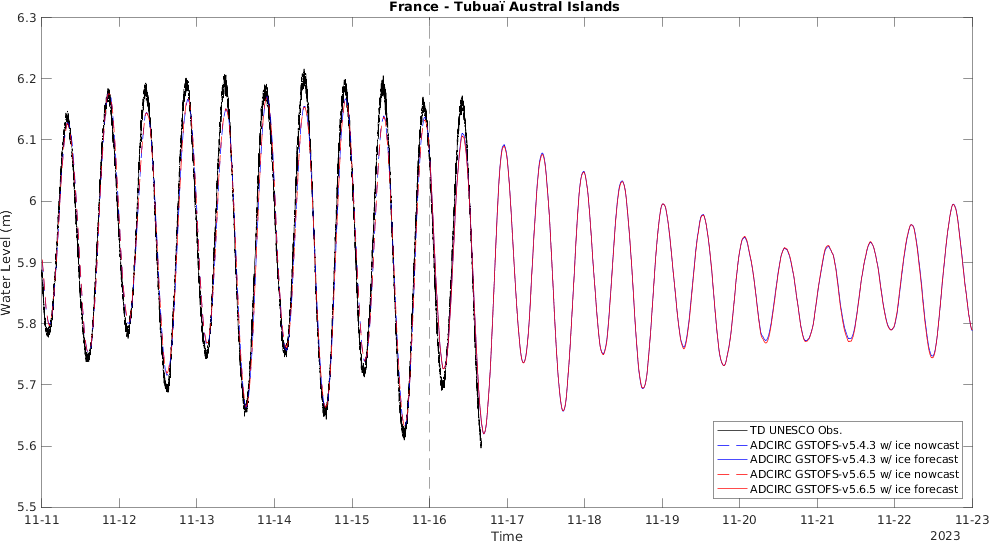 France - Tubuaï Austral Islands
6.3
6.2
6.1
6
5.9
5.8
5.7
5.6
5.5
Water Level (m)
TD UNESCO Obs.
ADCIRC GSTOFS-v5.4.3 w/ ice nowcast
ADCIRC GSTOFS-v5.4.3 w/ ice forecast
ADCIRC GSTOFS-v5.6.5 w/ ice nowcast
ADCIRC GSTOFS-v5.6.5 w/ ice forecast
11-11 11-12 11-13 11-14 11-15 11-16 11-17 11-18 11-19 11-20 11-21 11-22 11-23
Time
2023